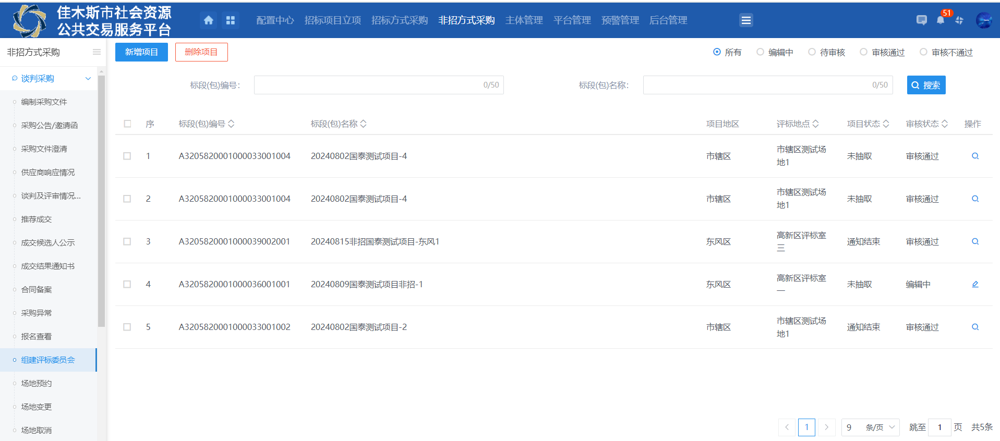 佳木斯市社会资源
公共交易服务平台
配置中心 招标项目立项 招标方式采购 非招方式采购 主体管理 平台管理 预警管理 后台管理
51
非招方式采购
谈判采购
编制采购文件
采购公告/邀请函
采购文件澄清
供应商响应情况
谈判及评审情况...
推荐成交
成交候选人公示
成交结果通知书
合同备案
采购异常
报名查看
组建评标委员会
场地预约
场地变更
场地取消
新增项目 删除项目
所有 编辑中 待审核 审核通过 审核不通过
标段(包)编号: 0/50 标段(包)名称: 0/50 搜索
序 标段(包)编号 标段(包)名称 项目地区 评标地点 项目状态 审核状态 操作
1 A3205820001000033001004 20240802国泰测试项目-4 市辖区 市辖区测试场地1 未抽取 审核通过
2 A3205820001000033001004 20240802国泰测试项目-4 市辖区 市辖区测试场地1 未抽取 审核通过
3 A3205820001000039002001 20240815非招国泰测试项目-东风1 东风区 高新区评标室三 通知结束 审核通过
4 A3205820001000036001001 20240809国泰测试项目非招-1 东风区 高新区评标室一 未抽取 编辑中
5 A3205820001000033001002 20240802国泰测试项目-2 市辖区 市辖区测试场地1 通知结束 审核通过
1 9 条/页 跳至 1 页 共5条